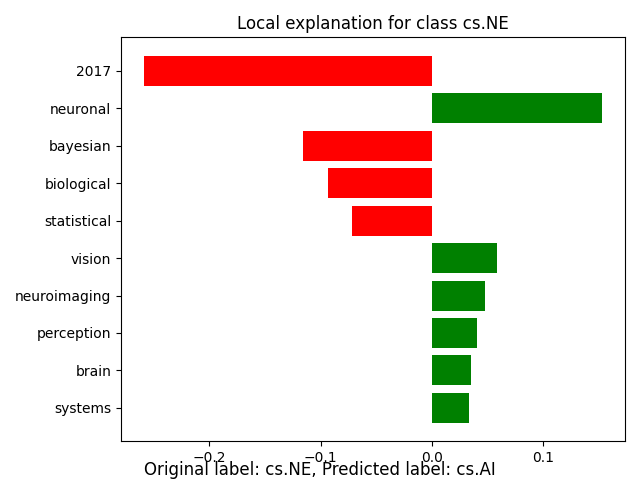 Local explanation for class cs.NE
2017
neuronal
bayesian
biological
statistical
vision
neuroimaging
perception
brain
systems
−0.2 −0.1 0.0 0.1
Original label: cs.NE, Predicted label: cs.AI